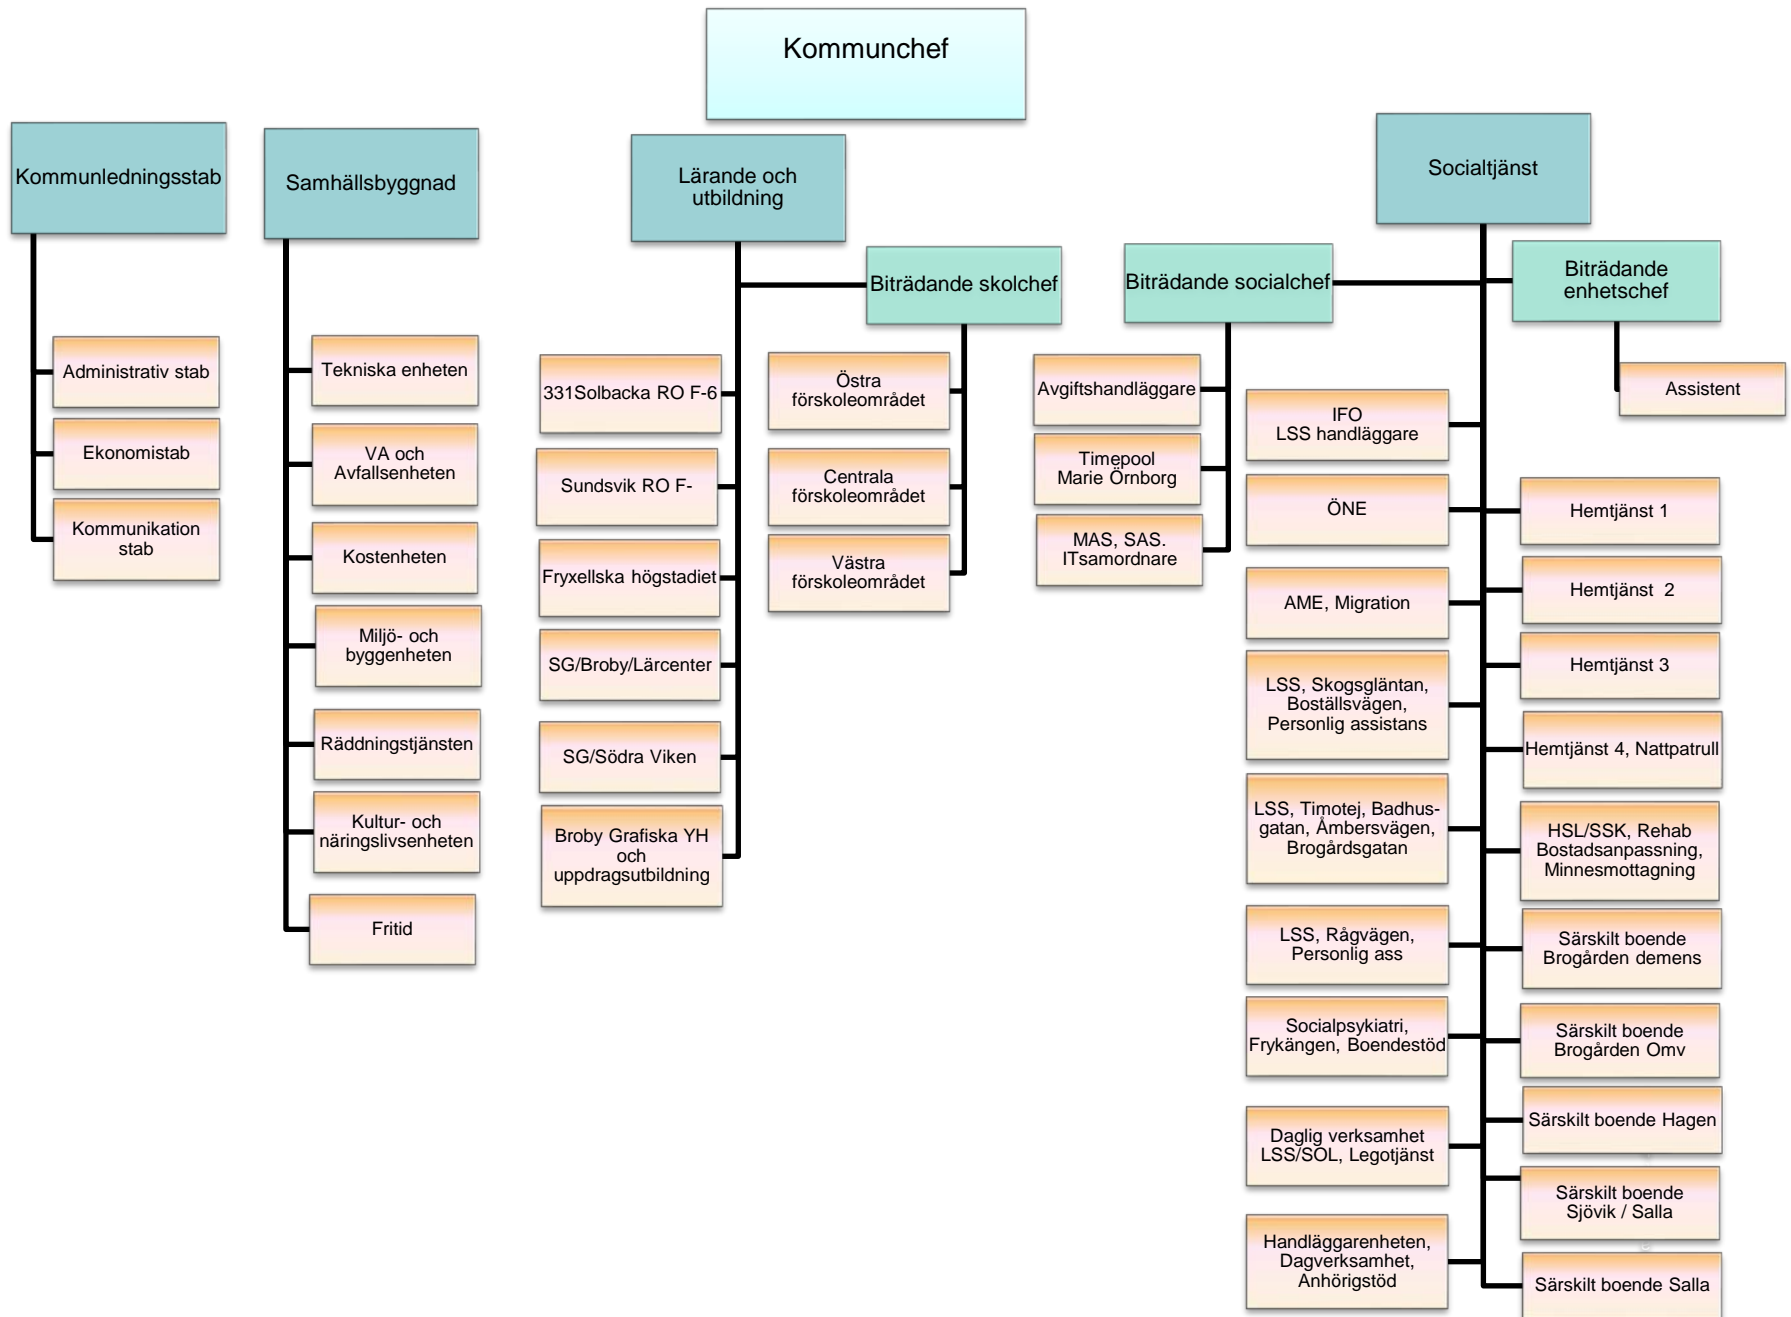 Kommunchef
Kommunledningsstab
Administrativ stab
Ekonomistab
Kommunikation
stab
Samhällsbyggnad
Tekniska enheten
VA och
Avfallsenheten
Kostenheten
Miljö- och
byggenheten
Räddningstjänsten
Kultur- och
näringslivsenheten
Fritid
Lärande och
utbildning
Biträdande skolchef
331Solbacka RO F-6
Sundsvik RO F-
Fryxellska högstadiet
SG/Broby/Lärcenter
SG/Södra Viken
Broby Grafiska YH
och
uppdragsutbildning
Östra
förskoleområdet
Centrala
förskoleområdet
Västra
förskoleområdet
Socialtjänst
Biträdande socialchef
Avgiftshandläggare
Timepool
Marie Örnborg
MAS, SAS.
ITsamordnare
Biträdande
enhetschef
Assistent
IFO
LSS handläggare
ÖNE
AME, Migration
LSS, Skogsgläntan,
Boställsvägen,
Personlig assistans
LSS, Timotej, Badhus-
gatan, Åmbersvägen,
Brogårdsgatan
LSS, Rågvägen,
Personlig ass
Socialpsykiatri,
Frykängen, Boendestöd
Daglig verksamhet
LSS/SOL, Legotjänst
Handläggarenheten,
Dagverksamhet,
Anhörigstöd
Hemtjänst 1
Hemtjänst 2
Hemtjänst 3
Hemtjänst 4, Nattpatrull
HSL/SSK, Rehab
Bostadsanpassning,
Minnesmottagning
Särskilt boende
Brogården demens
Särskilt boende
Brogården Omv
Särskilt boende Hagen
Särskilt boende
Sjövik / Salla
Särskilt boende Salla